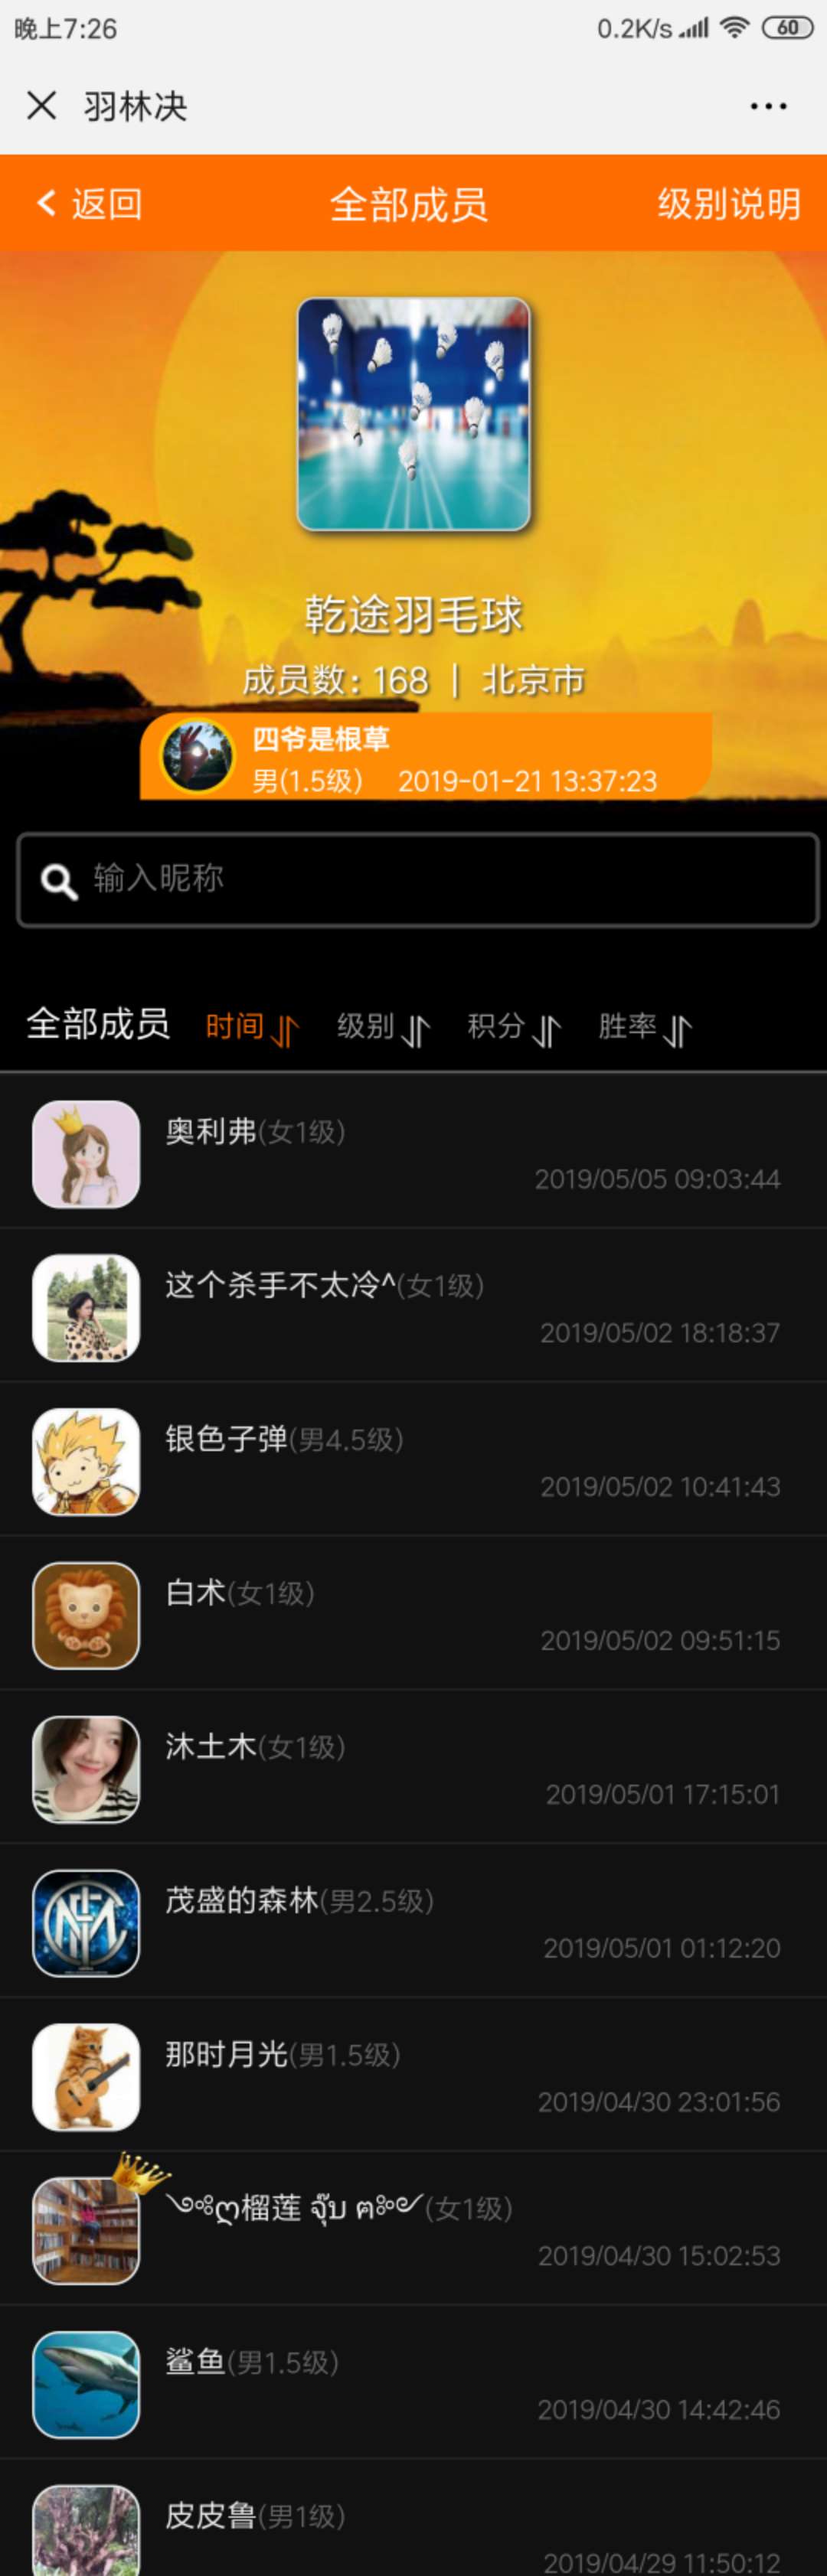 晚上7:26 0.2K/s 60
羽林决
返回 全部成员 级别说明
乾途羽毛球
成员数: 168 | 北京市
四爷是根草
男(1.5级) 2019-01-21 13:37:23
输入昵称
全部成员 时间 级别 积分 胜率
奥利弗(女1级)
2019/05/05 09:03:44
这个杀手不太冷^(女1级)
2019/05/02 18:18:37
银色子弹(男4.5级)
2019/05/02 10:41:43
白术(女1级)
2019/05/02 09:51:15
沐土木(女1级)
2019/05/01 17:15:01
茂盛的森林(男2.5级)
2019/05/01 01:12:20
那时月光(男1.5级)
2019/04/30 23:01:56
༺ღ榴莲 จุ๊บ ฅ༻(女1级)
2019/04/30 15:02:53
鲨鱼(男1.5级)
2019/04/30 14:42:46
皮皮鲁(男1级)
2019/04/29 11:50:12